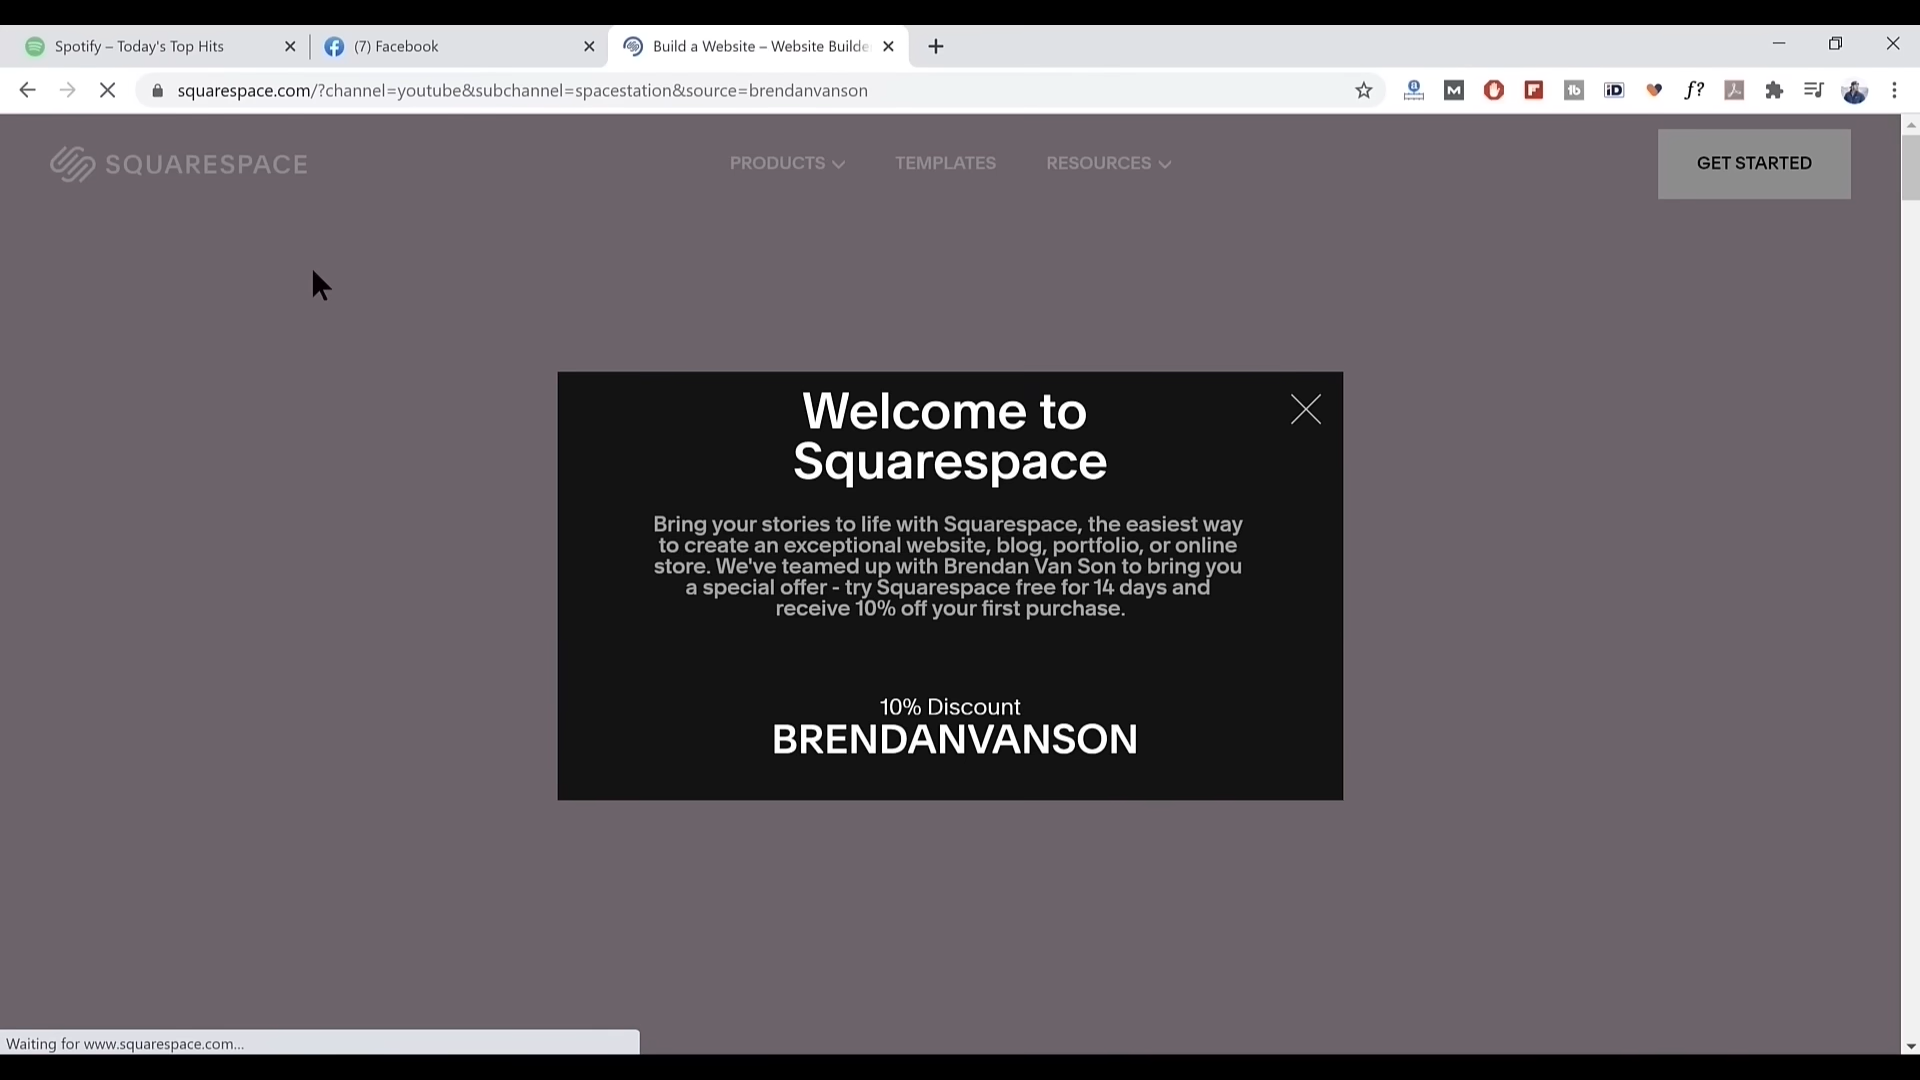 Spotify – Today's Top Hits
(7) Facebook
Build a Website – Website Builde
squarespace.com/?channel=youtube&subchannel=spacestation&source=brendanvanson
M
tb
iD
f?
SQUARESPACE
PRODUCTS
TEMPLATES
RESOURCES
GET STARTED
Welcome to
Squarespace
Bring your stories to life with Squarespace, the easiest way
to create an exceptional website, blog, portfolio, or online
store. We've teamed up with Brendan Van Son to bring you
a special offer - try Squarespace free for 14 days and
receive 10% off your first purchase.
10% Discount
BRENDANVANSON
Waiting for www.squarespace.com...